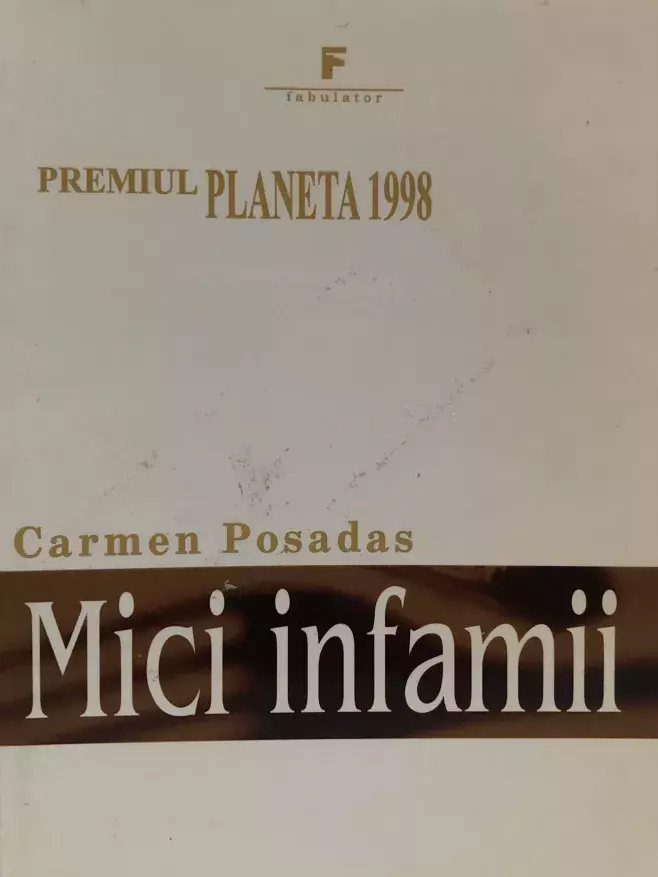 F
fabulator
PREMIUL PLANETA 1998
Carmen Posadas
Mici infamii